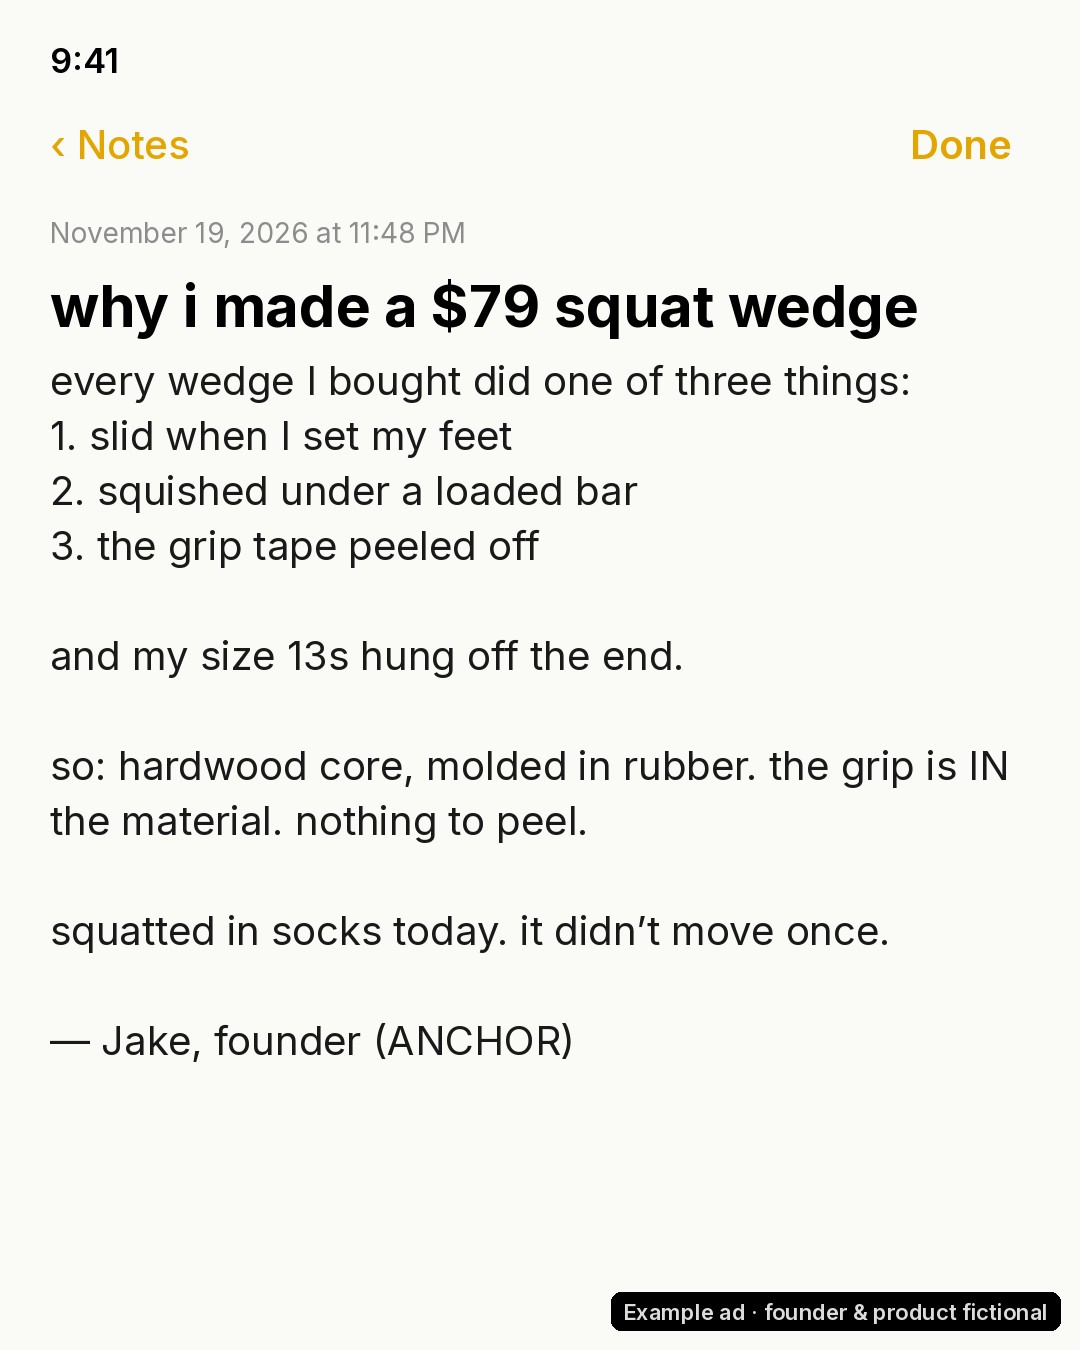 9:41
‹ Notes
Done
November 19, 2026 at 11:48 PM
why i made a $79 squat wedge
every wedge I bought did one of three things:
1. slid when I set my feet
2. squished under a loaded bar
3. the grip tape peeled off
and my size 13s hung off the end.
so: hardwood core, molded in rubber. the grip is IN
the material. nothing to peel.
squatted in socks today. it didn’t move once.
— Jake, founder (ANCHOR)
Example ad · founder & product fictional